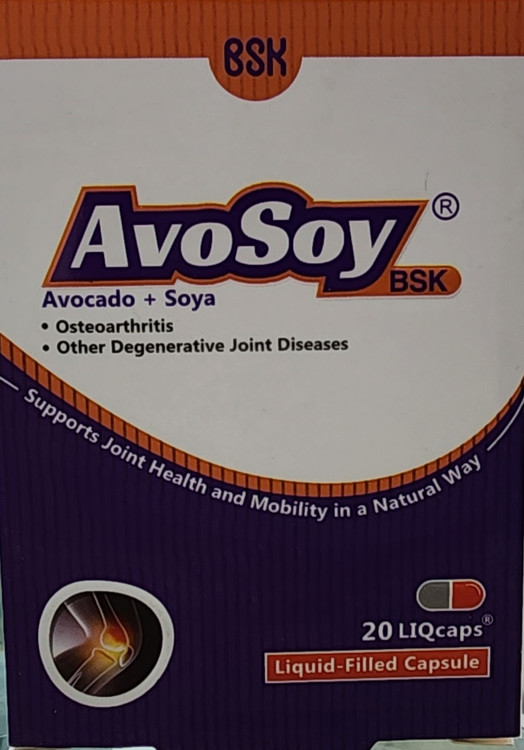 BSK
AvoSoy®
BSK
Avocado + Soya
• Osteoarthritis
• Other Degenerative Joint Diseases
Supports Joint Health and Mobility in a Natural Way
20 LIQcaps®
Liquid-Filled Capsule